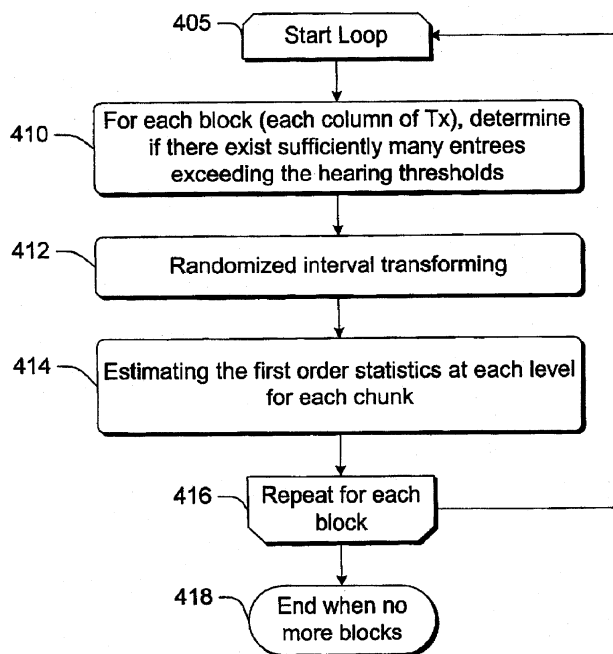 405
Start Loop
410
For each block (each column of Tx), determine
if there exist sufficiently many entrees
exceeding the hearing thresholds
412
Randomized interval transforming
414
Estimating the first order statistics at each level
for each chunk
416
Repeat for each
block
418
End when no
more blocks